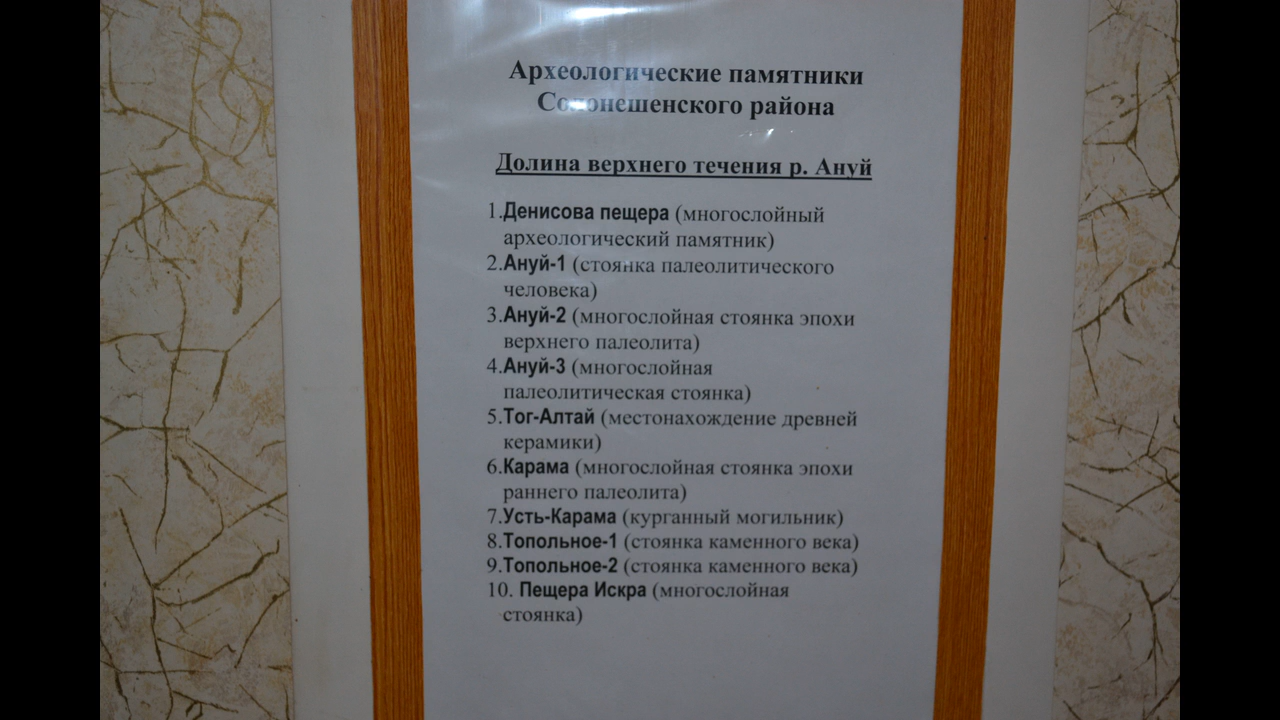 Археологические памятники
Солонешенского района
Долина верхнего течения р. Ануй
1.Денисова пещера (многослойный
археологический памятник)
2.Ануй-1 (стоянка палеолитического
человека)
3.Ануй-2 (многослойная стоянка эпохи
верхнего палеолита)
4.Ануй-3 (многослойная
палеолитическая стоянка)
5.Тог-Алтай (местонахождение древней
керамики)
6.Карама (многослойная стоянка эпохи
раннего палеолита)
7.Усть-Карама (курганный могильник)
8.Топольное-1 (стоянка каменного века)
9.Топольное-2 (стоянка каменного века)
10. Пещера Искра (многослойная
стоянка)